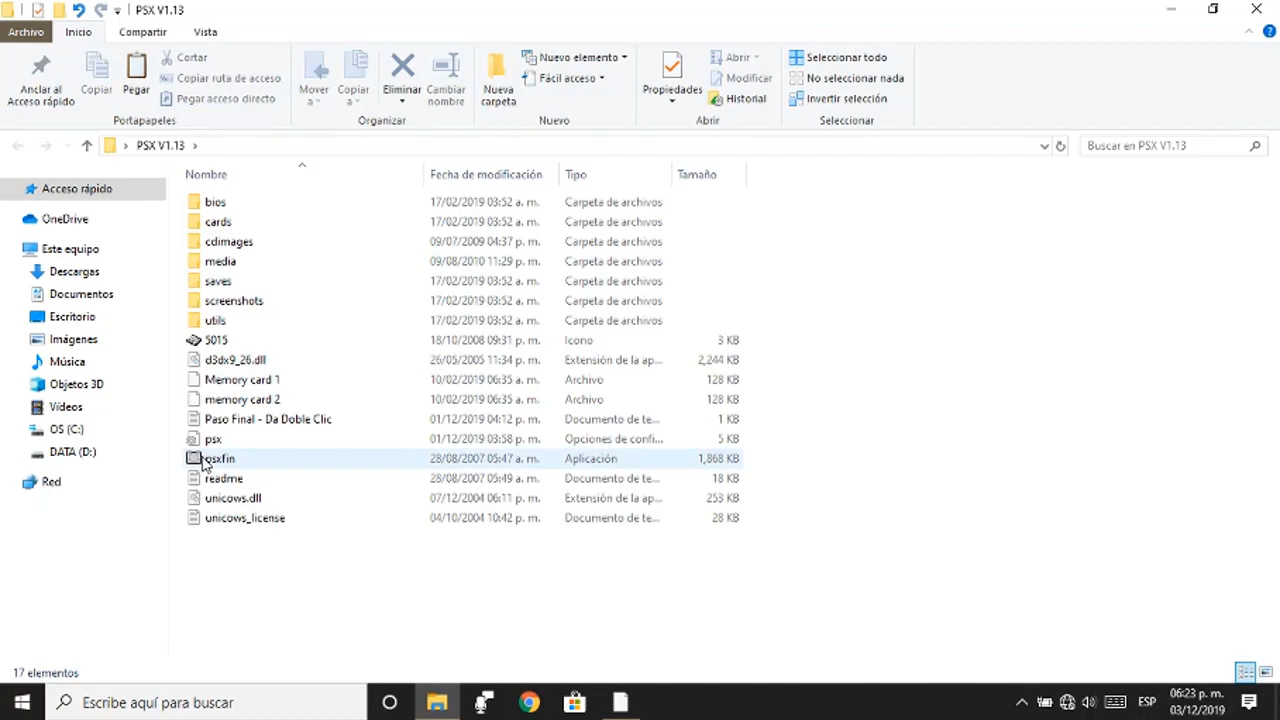 PSX V1.13
Archivo Inicio Compartir Vista
Anclar al Acceso rápido
Copiar
Pegar
Cortar
Copiar ruta de acceso
Pegar acceso directo
Portapapeles
Mover a
Copiar a
Eliminar
Cambiar nombre
Organizar
Nueva carpeta
Nuevo elemento
Fácil acceso
Nuevo
Propiedades
Abrir
Modificar
Historial
Abrir
Seleccionar todo
No seleccionar nada
Invertir selección
Seleccionar
PSX V1.13
Buscar en PSX V1.13
Acceso rápido
OneDrive
Este equipo
Descargas
Documentos
Escritorio
Imágenes
Música
Objetos 3D
Vídeos
OS (C:)
DATA (D:)
Red
Nombre Fecha de modificación Tipo Tamaño
bios 17/02/2019 03:52 a. m. Carpeta de archivos
cards 17/02/2019 03:52 a. m. Carpeta de archivos
cdimages 09/07/2009 04:37 p. m. Carpeta de archivos
media 09/08/2010 11:29 p. m. Carpeta de archivos
saves 17/02/2019 03:52 a. m. Carpeta de archivos
screenshots 17/02/2019 03:52 a. m. Carpeta de archivos
utils 17/02/2019 03:52 a. m. Carpeta de archivos
5015 18/10/2008 09:31 p. m. Icono 3 KB
d3dx9_26.dll 26/05/2005 11:34 p. m. Extensión de la ap... 2,244 KB
Memory card 1 10/02/2019 06:35 a. m. Archivo 128 KB
memory card 2 10/02/2019 06:35 a. m. Archivo 128 KB
Paso Final - Da Doble Clic 01/12/2019 04:12 p. m. Documento de te... 1 KB
psx 01/12/2019 03:58 p. m. Opciones de confi... 5 KB
psxfin 28/08/2007 05:47 a. m. Aplicación 1,868 KB
readme 28/08/2007 05:49 a. m. Documento de te... 18 KB
unicows.dll 07/12/2004 06:11 p. m. Extensión de la ap... 253 KB
unicows_license 04/10/2004 10:42 p. m. Documento de te... 28 KB
17 elementos
Escribe aquí para buscar
ESP
06:23 p. m.
03/12/2019